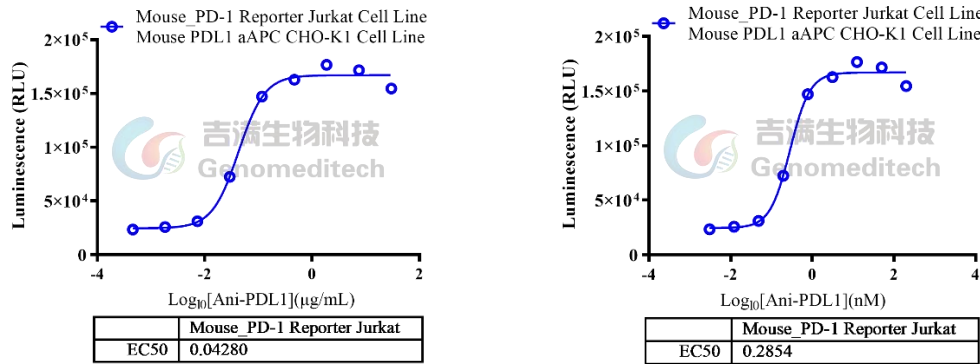 Mouse_PD-1 Reporter Jurkat Cell Line
Mouse PDL1 aAPC CHO-K1 Cell Line
2×10⁵
1.5×10⁵
1×10⁵
5×10⁴
0
Luminescence (RLU)
吉满生物科技
Genomeditech
-4
-2
0
2
Log₁₀[Ani-PDL1](μg/mL)
Mouse_PD-1 Reporter Jurkat
EC50 0.04280
Mouse_PD-1 Reporter Jurkat Cell Line
Mouse PDL1 aAPC CHO-K1 Cell Line
2×10⁵
1.5×10⁵
1×10⁵
5×10⁴
0
Luminescence (RLU)
吉满生物科技
Genomeditech
-4
-2
0
2
4
Log₁₀[Ani-PDL1](nM)
Mouse_PD-1 Reporter Jurkat
EC50 0.2854